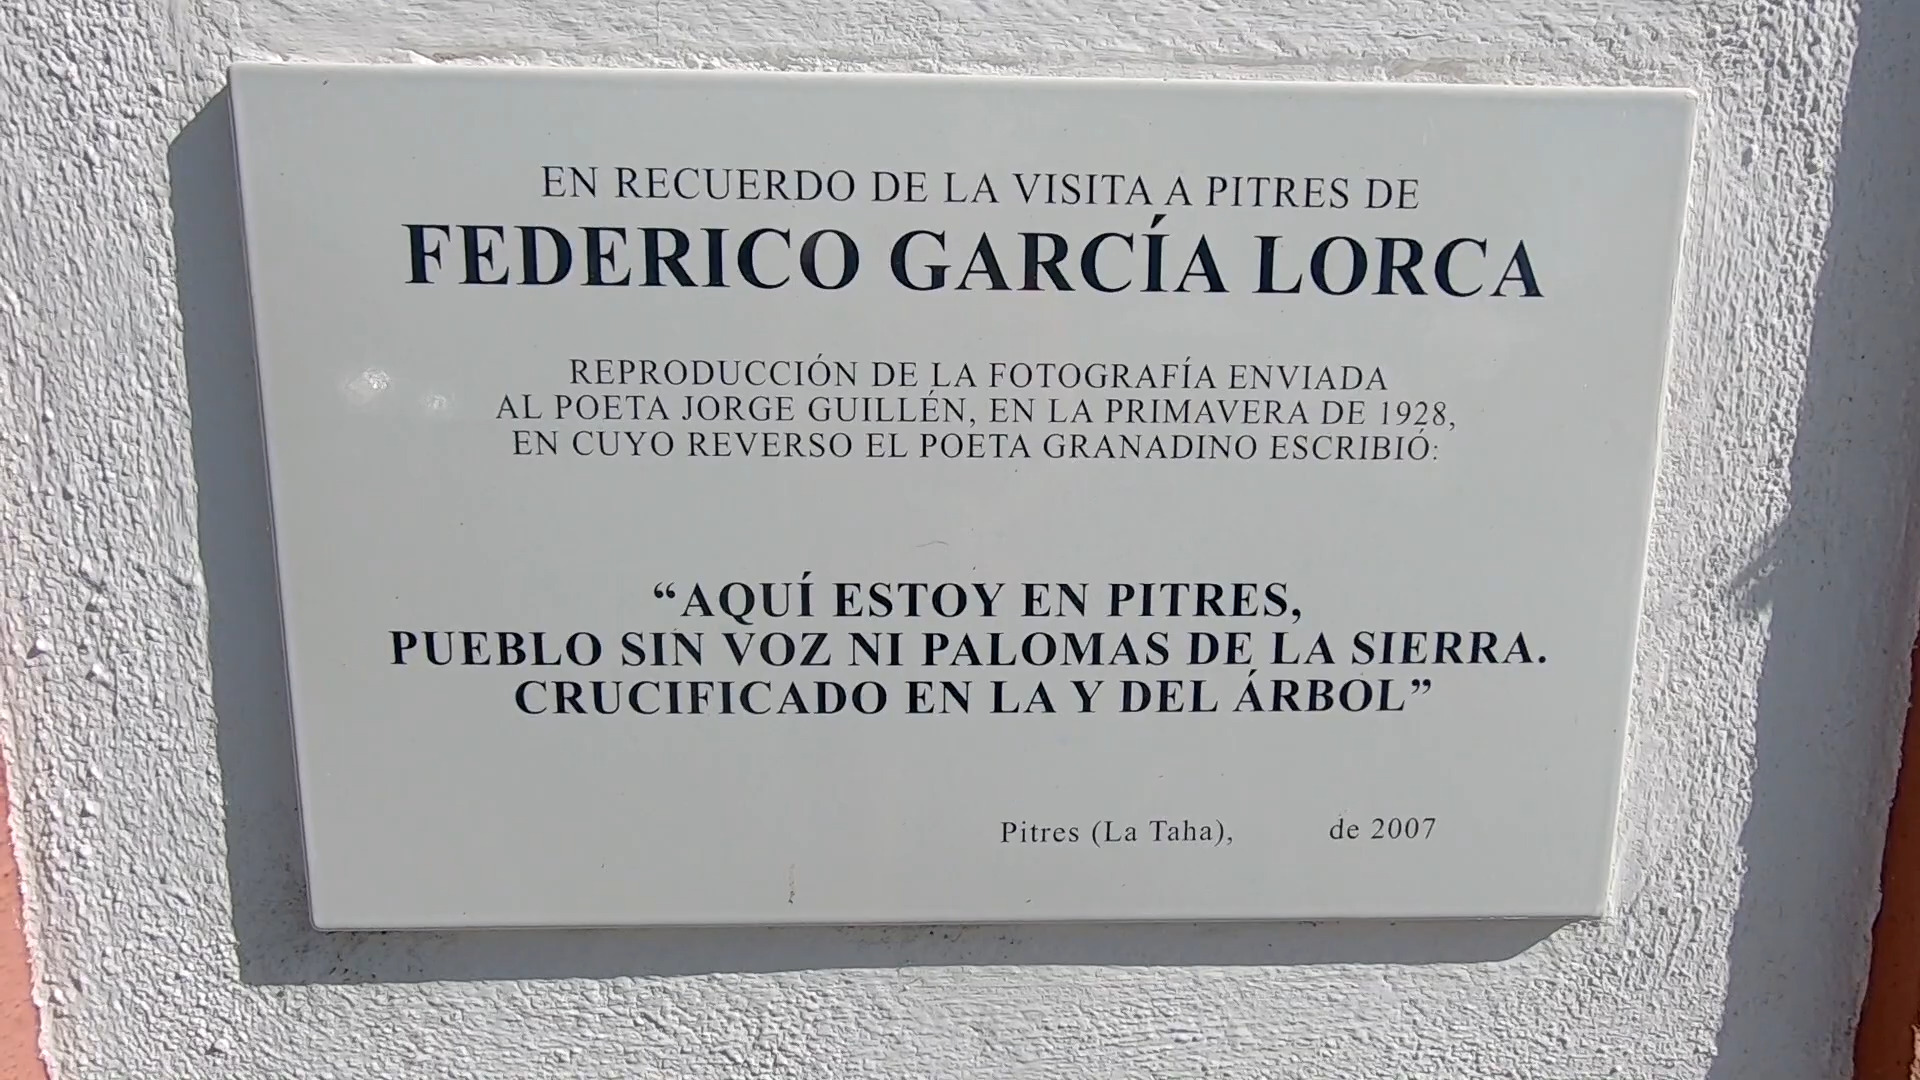 EN RECUERDO DE LA VISITA A PITRES DE
FEDERICO GARCÍA LORCA
REPRODUCCIÓN DE LA FOTOGRAFÍA ENVIADA
AL POETA JORGE GUILLÉN, EN LA PRIMAVERA DE 1928,
EN CUYO REVERSO EL POETA GRANADINO ESCRIBIÓ:
“AQUÍ ESTOY EN PITRES,
PUEBLO SIN VOZ NI PALOMAS DE LA SIERRA.
CRUCIFICADO EN LA Y DEL ÁRBOL”
Pitres (La Taha), de 2007